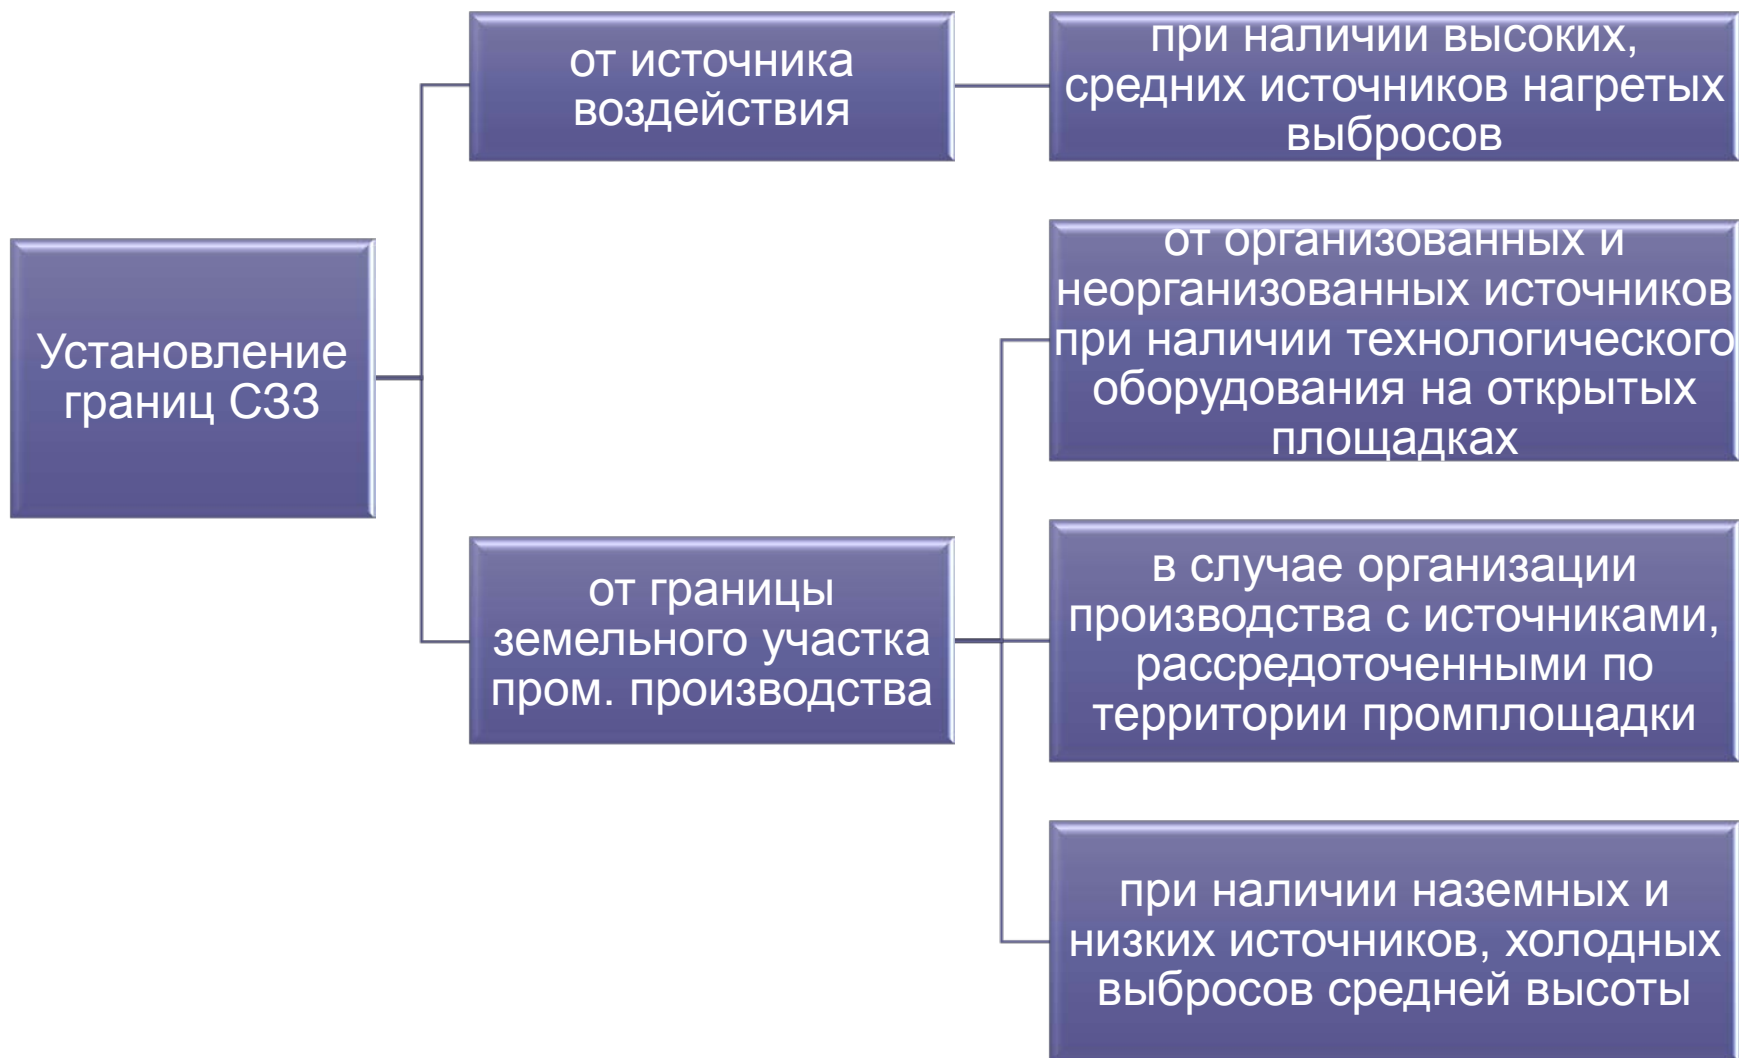 Установление
границ СЗЗ
от источника
воздействия
при наличии высоких,
средних источников нагретых
выбросов
от границы
земельного участка
пром. производства
от организованных и
неорганизованных источников
при наличии технологического
оборудования на открытых
площадках
в случае организации
производства с источниками,
рассредоточенными по
территории промплощадки
при наличии наземных и
низких источников, холодных
выбросов средней высоты